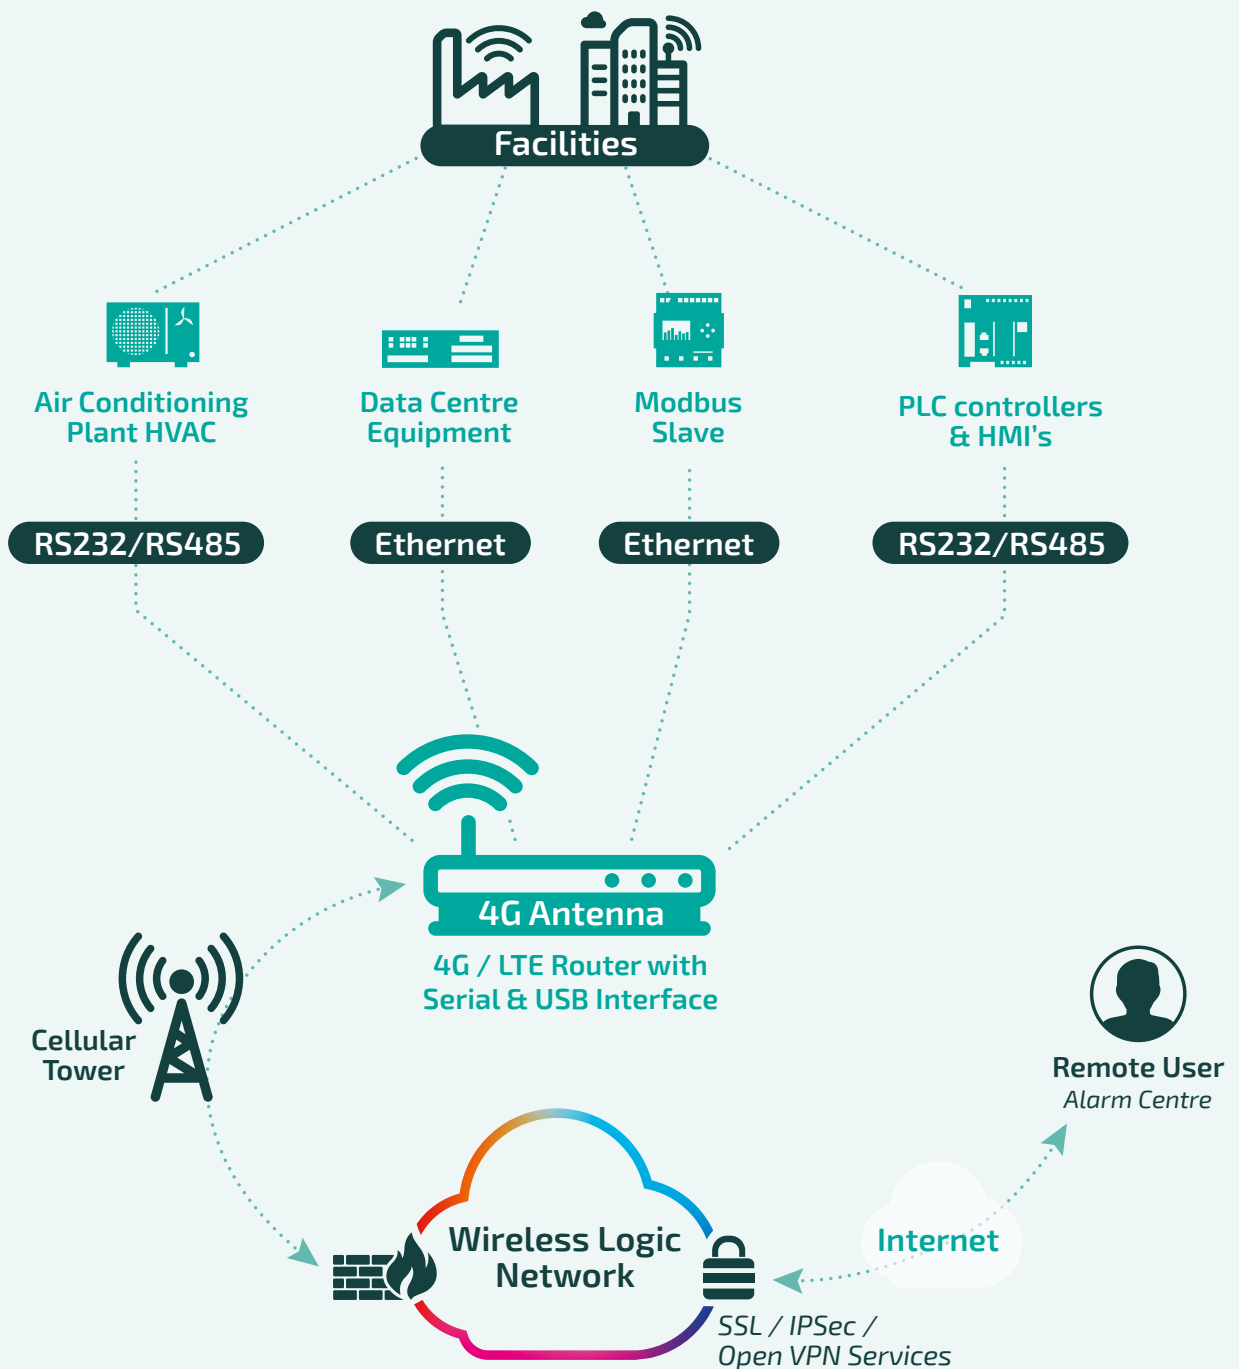 Facilities
Air Conditioning
Plant HVAC
Data Centre
Equipment
Modbus
Slave
PLC controllers
& HMI's
RS232/RS485
Ethernet
Ethernet
RS232/RS485
4G Antenna
4G / LTE Router with
Serial & USB Interface
Cellular
Tower
Remote User
Alarm Centre
Wireless Logic
Network
Internet
SSL / IPSec /
Open VPN Services